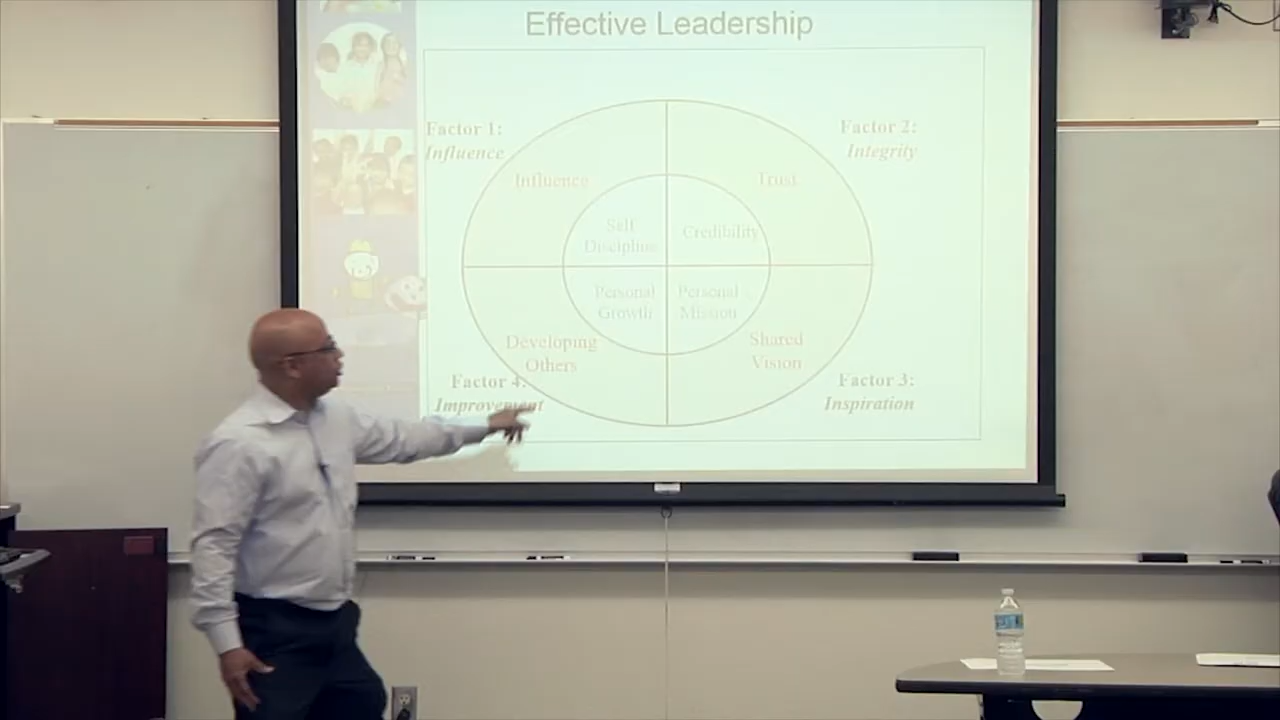 Effective Leadership
Factor 1:
Influence
Factor 2:
Integrity
Influence
Trust
Self
Discipline
Credibility
Personal
Growth
Personal
Mission
Developing
Others
Shared
Vision
Factor 4:
Improvement
Factor 3:
Inspiration